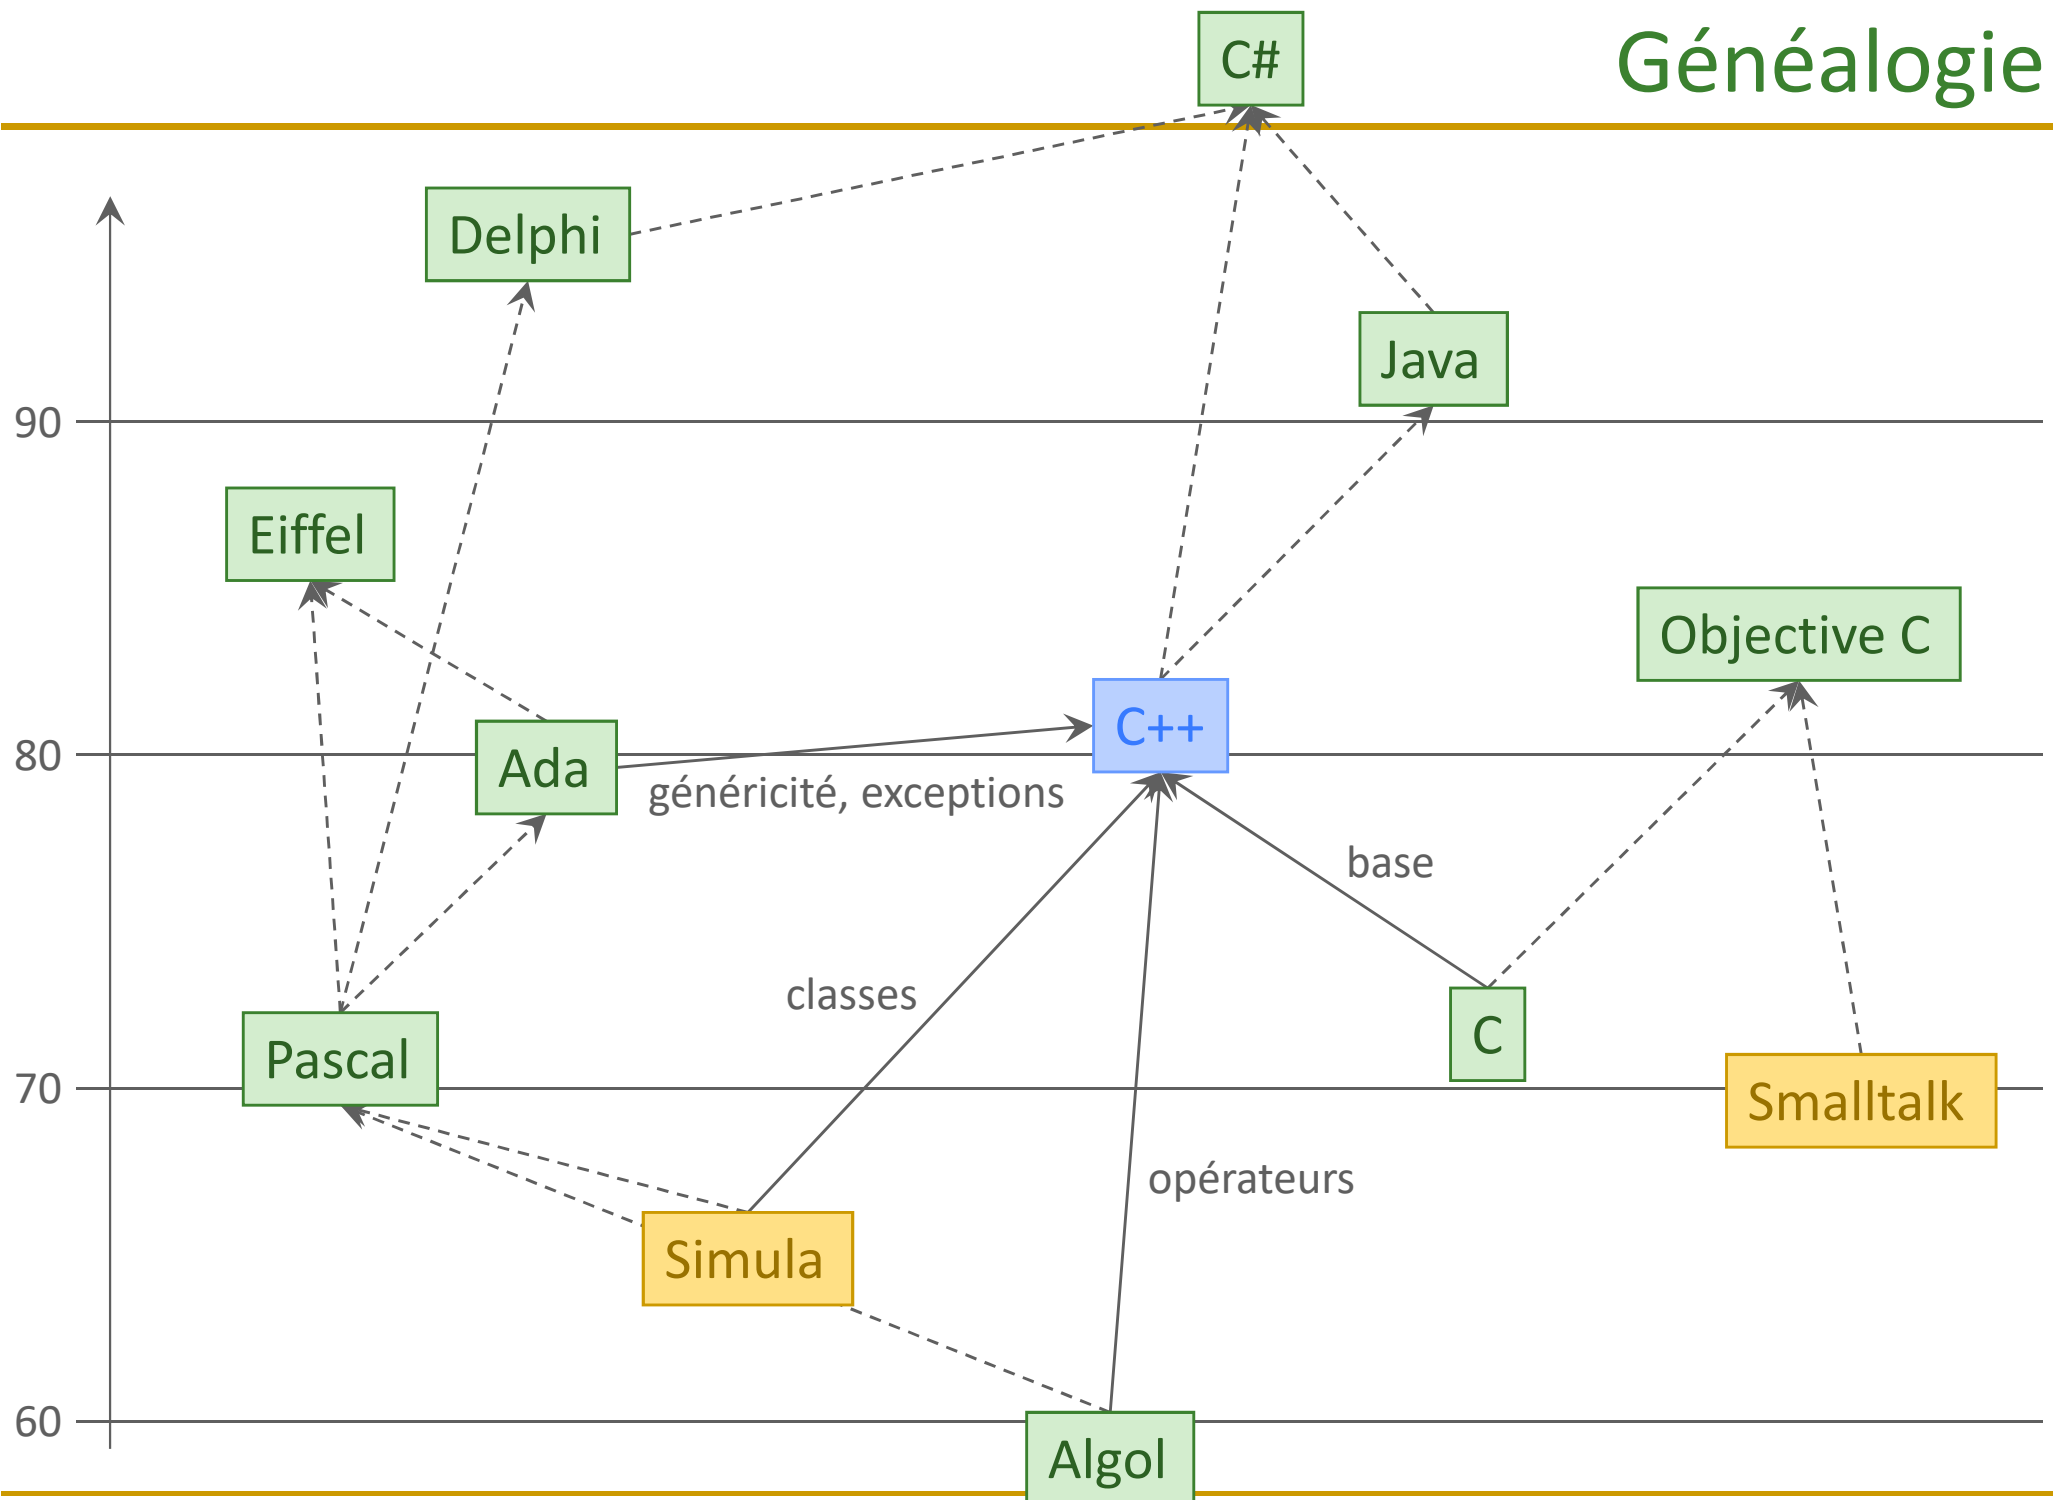 C#
Généalogie
Delphi
Java
90
Eiffel
Objective C
C++
80
Ada
généricité, exceptions
base
classes
C
Pascal
70
Smalltalk
opérateurs
Simula
60
Algol